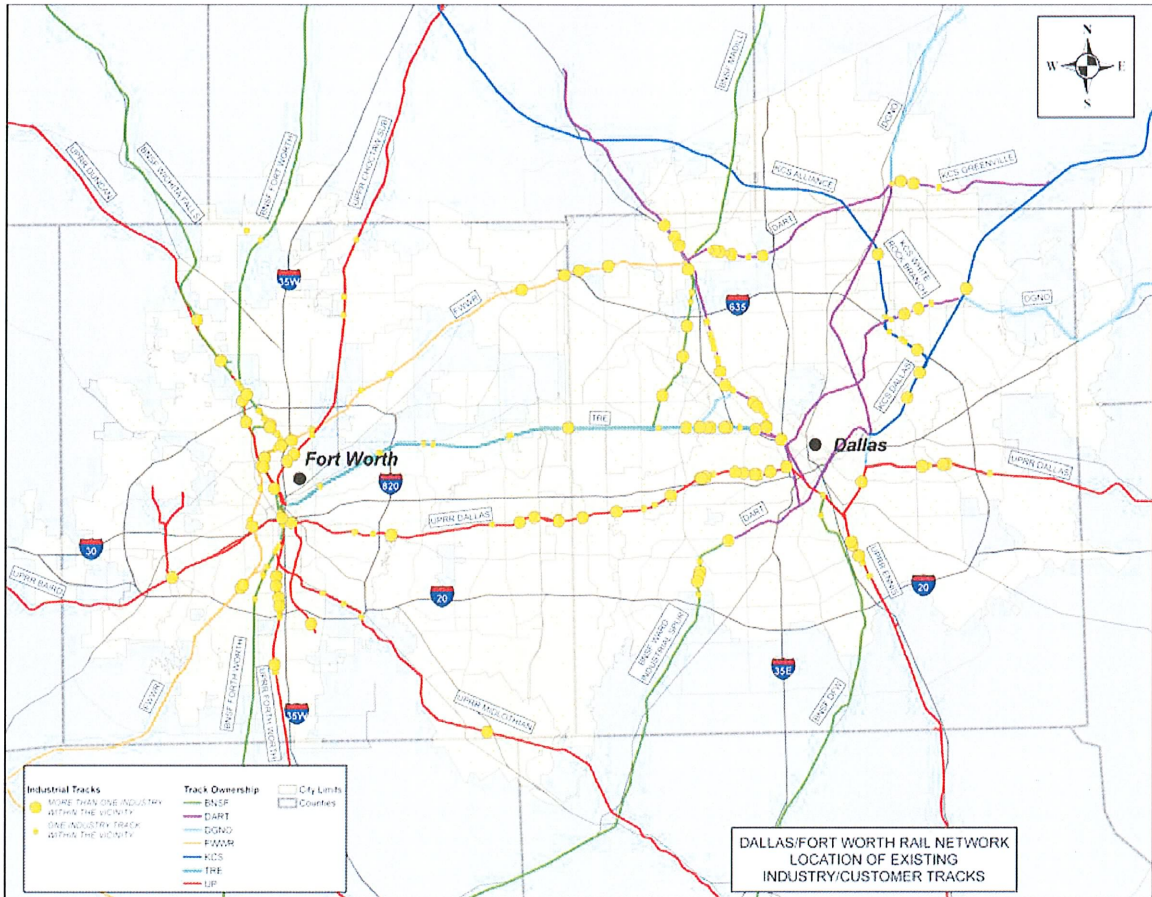 N
W E
S
BNSF MADILL
DGNO
UPRR DUNCAN
BNSF WICHITA FALLS
BNSF FORT WORTH
UPRR CHOCTAW SUB
KCS ALLIANCE
KCS GREENVILLE
DART
KCS WHITE
ROCK BRANCH
35W
FWWR
635
DGNO
KCS DALLAS
TRE
Dallas
Fort Worth
820
UPRR DALLAS
UPRR DALLAS
DART
30
UPRR BAIRD
UPRR ENNIS
20
20
BNSF WARD
INDUSTRIAL SPUR
35E
FWWR
BNSF FORTH WORTH
UPRR FORTH WORTH
35W
UPRR MIDLOTHIAN
BNSF DFW
Industrial Tracks
MORE THAN ONE INDUSTRY
WITHIN THE VICINITY
ONE INDUSTRY TRACK
WITHIN THE VICINITY
Track Ownership
BNSF
DART
DGNO
FWWR
KCS
TRE
UP
City Limits
Counties
DALLAS/FORT WORTH RAIL NETWORK
LOCATION OF EXISTING
INDUSTRY/CUSTOMER TRACKS